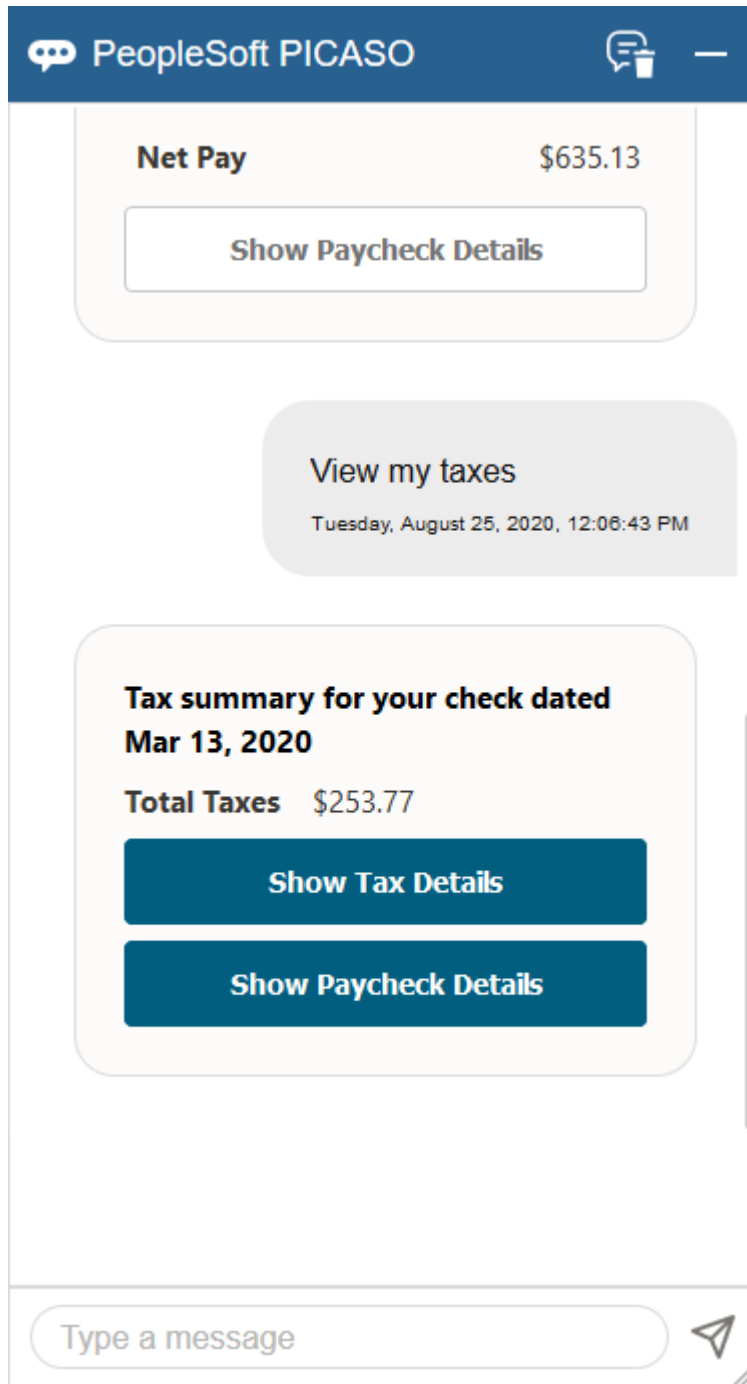 PeopleSoft PICASO
Net Pay $635.13
Show Paycheck Details
View my taxes
Tuesday, August 25, 2020, 12:06:43 PM
Tax summary for your check dated
Mar 13, 2020
Total Taxes $253.77
Show Tax Details
Show Paycheck Details
Type a message